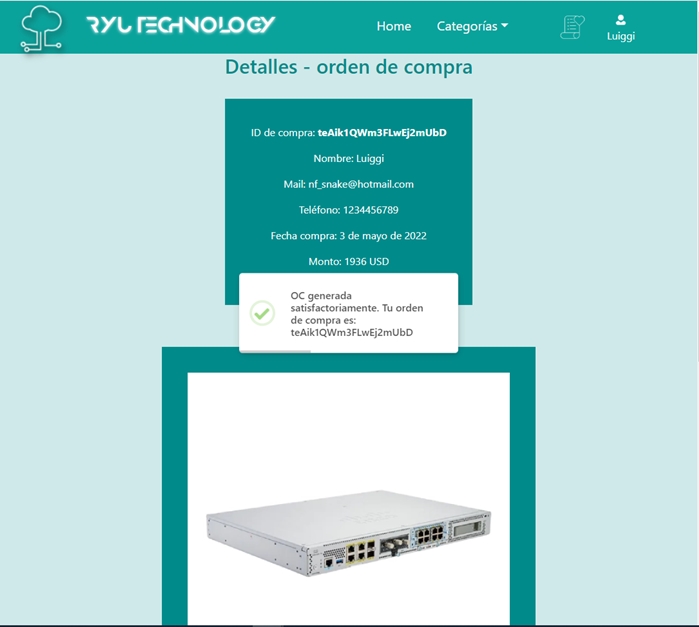 RYL TECHNOLOGY
Home
Categorías
Luiggi
Detalles - orden de compra
ID de compra: teAik1QWm3FLwEj2mUbD
Nombre: Luiggi
Mail: nf_snake@hotmail.com
Teléfono: 1234456789
Fecha compra: 3 de mayo de 2022
Monto: 1936 USD
OC generada
satisfactoriamente. Tu orden
de compra es:
teAik1QWm3FLwEj2mUbD